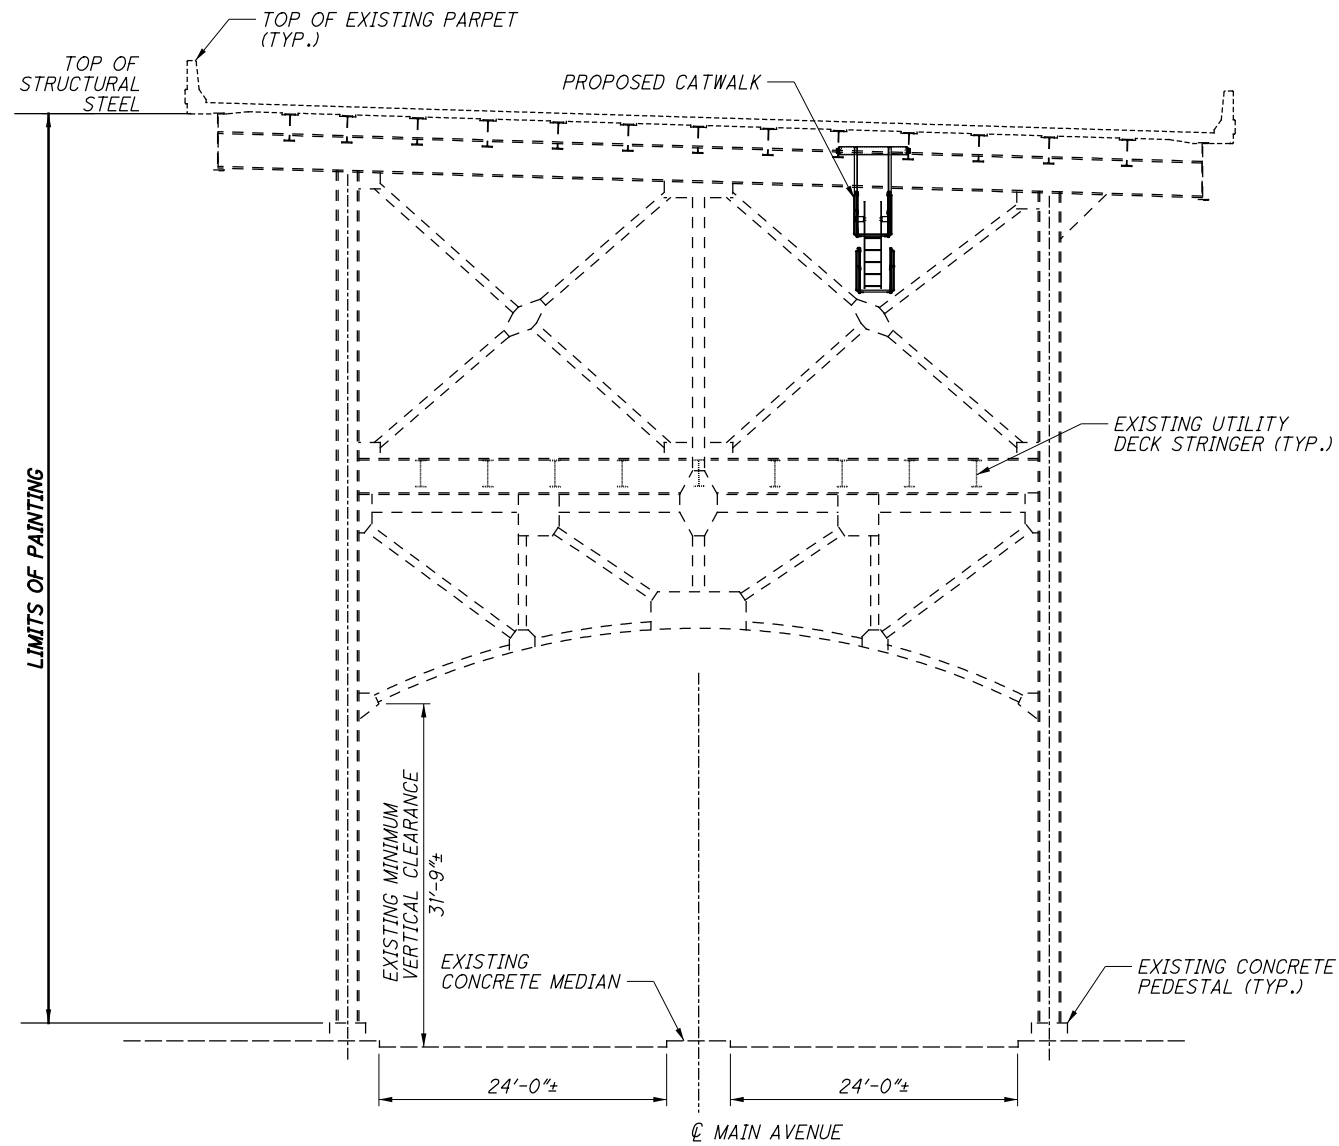 TOP OF EXISTING PARPET
(TYP.)
TOP OF
STRUCTURAL
STEEL
PROPOSED CATWALK
EXISTING UTILITY
DECK STRINGER (TYP.)
LIMITS OF PAINTING
EXISTING MINIMUM
VERTICAL CLEARANCE
31'-9"±
EXISTING
CONCRETE MEDIAN
EXISTING CONCRETE
PEDESTAL (TYP.)
24'-0"±
24'-0"±
℄ MAIN AVENUE